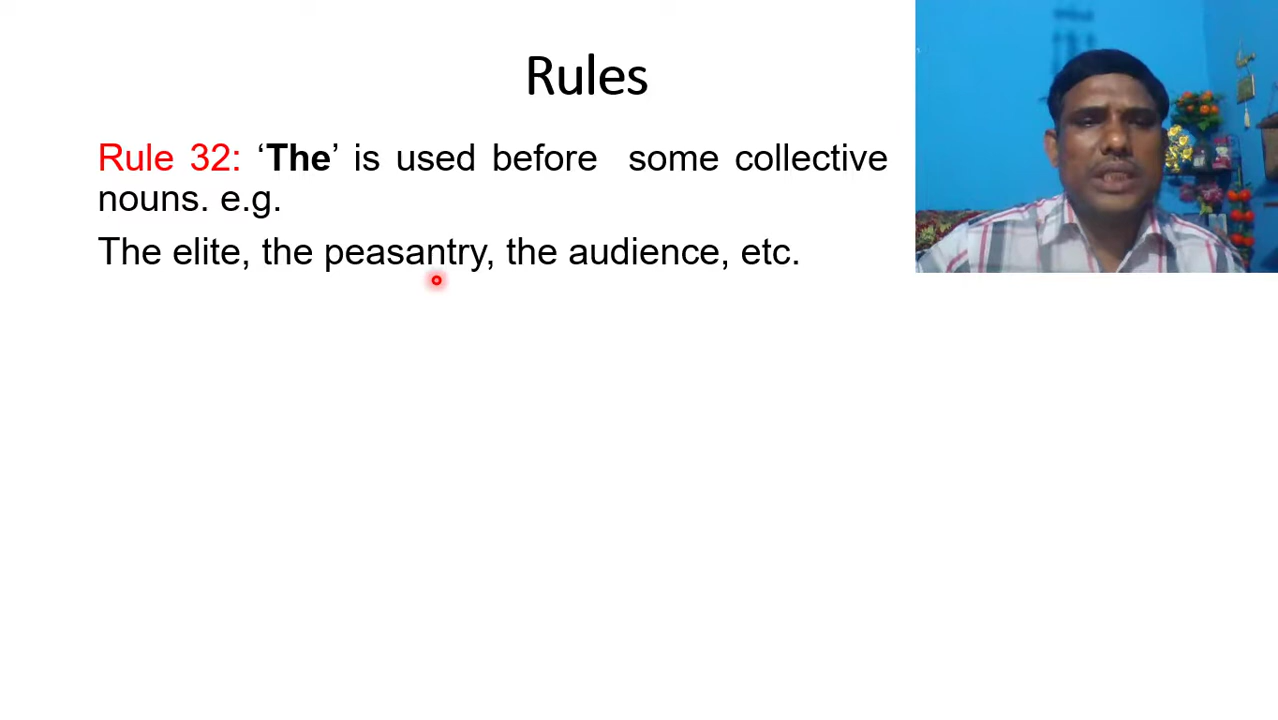 Rules
Rule 32: ‘The’ is used before some collective
nouns. e.g.
The elite, the peasantry, the audience, etc.